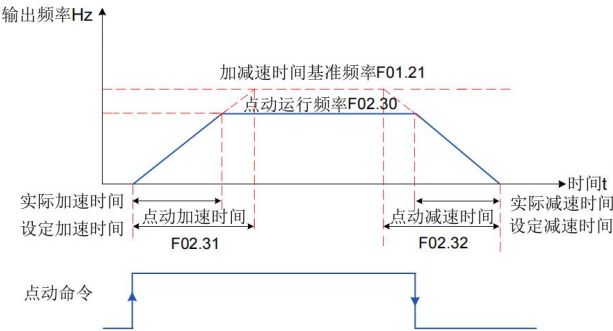 输出频率Hz
加减速时间基准频率F01.21
点动运行频率F02.30
时间t
实际加速时间
实际减速时间
点动加速时间
点动减速时间
设定加速时间
设定减速时间
F02.31
F02.32
点动命令